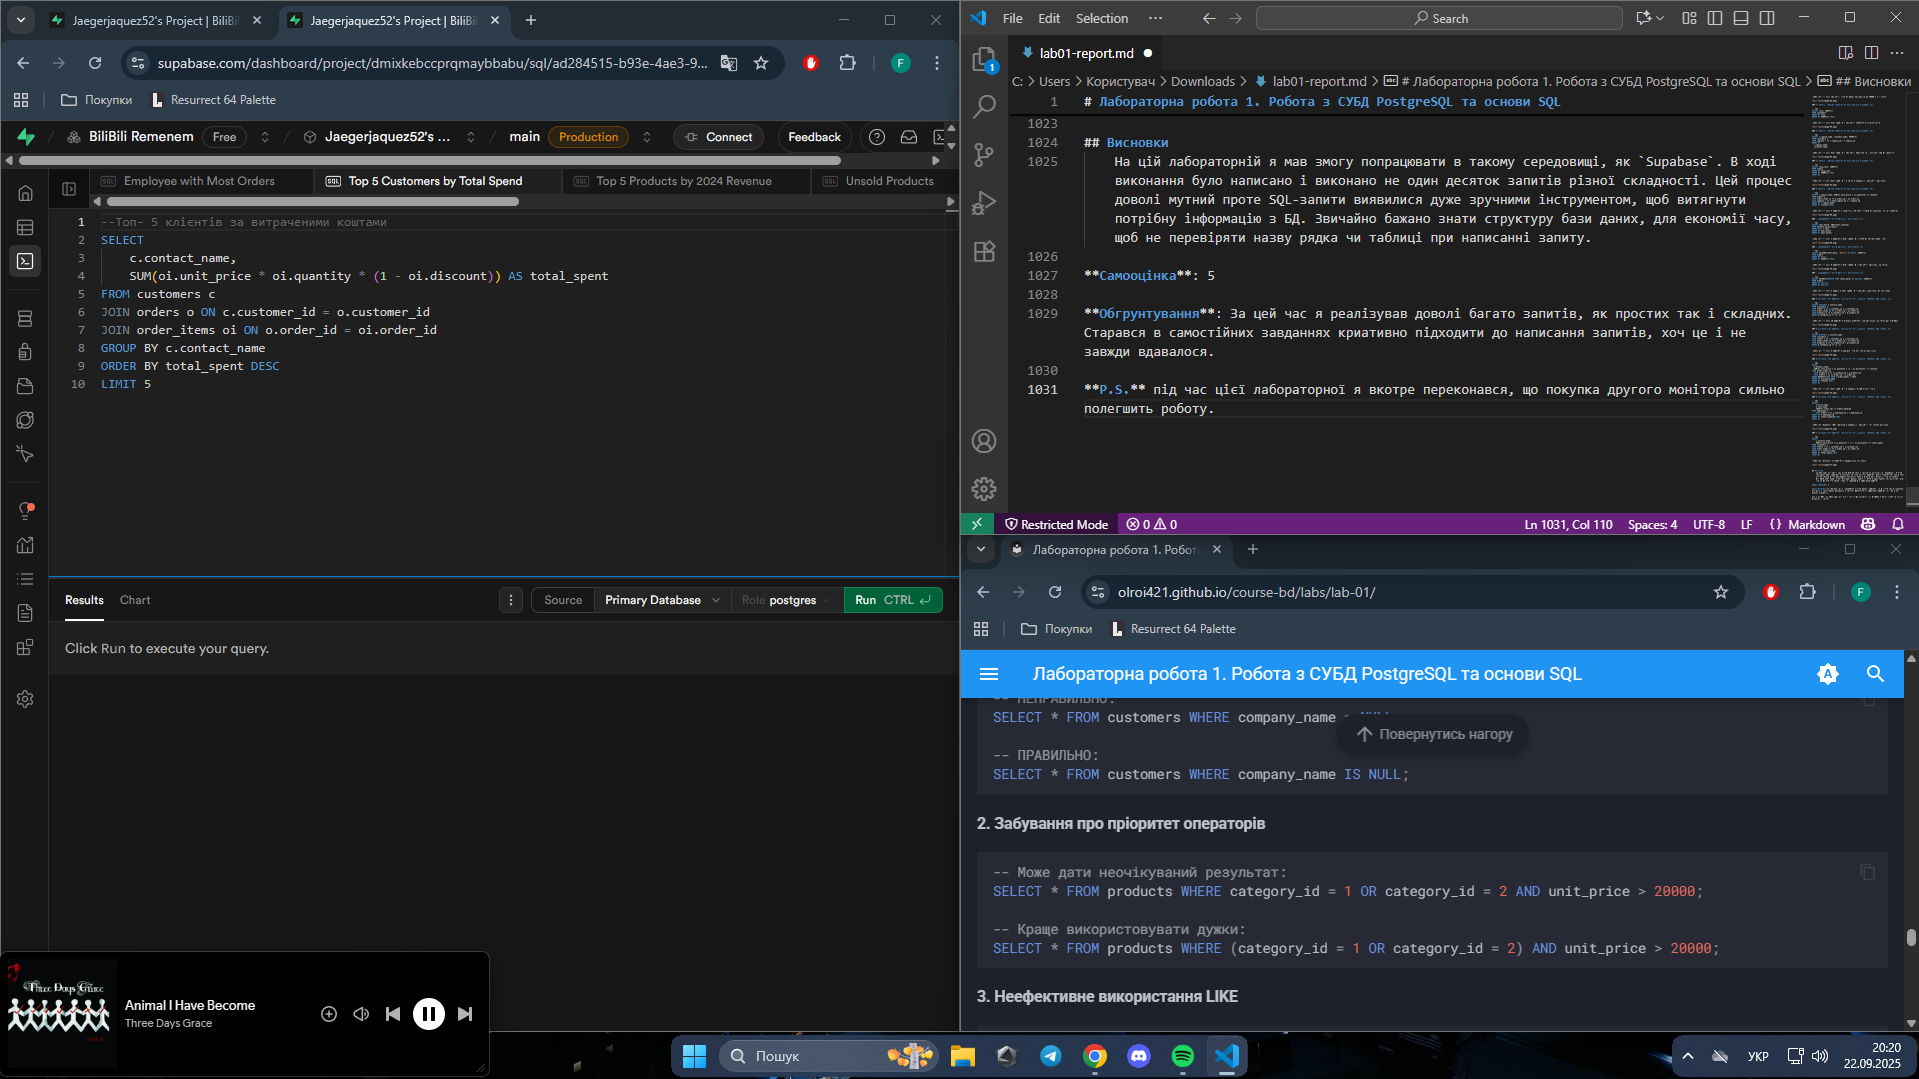 Jaegerjaquez52's Project | BiliBi
Jaegerjaquez52's Project | BiliBi
supabase.com/dashboard/project/dmixkebccprqmaybbabu/sql/ad284515-b93e-4ae3-9...
F
Покупки
Resurrect 64 Palette
BiliBili Remenem
Free
Jaegerjaquez52's ...
main
Production
Connect
Feedback
SQL Employee with Most Orders
SQL Top 5 Customers by Total Spend
SQL Top 5 Products by 2024 Revenue
SQL Unsold Products
1 --Топ- 5 клієнтів за витраченими коштами
2 SELECT
3 c.contact_name,
4 SUM(oi.unit_price * oi.quantity * (1 - oi.discount)) AS total_spent
5 FROM customers c
6 JOIN orders o ON c.customer_id = o.customer_id
7 JOIN order_items oi ON o.order_id = oi.order_id
8 GROUP BY c.contact_name
9 ORDER BY total_spent DESC
10 LIMIT 5
Results
Chart
Source
Primary Database
Role postgres
Run CTRL
Click Run to execute your query.
Three Days Grace
Animal I Have Become
Three Days Grace
File Edit Selection
Search
1
lab01-report.md
C: > Users > Користувач > Downloads > lab01-report.md > # Лабораторна робота 1. Робота з СУБД PostgreSQL та основи SQL > ## Висновки
1 # Лабораторна робота 1. Робота з СУБД PostgreSQL та основи SQL
1023
1024 ## Висновки
1025 На цій лабораторній я мав змогу попрацювати в такому середовищі, як `Supabase`. В ході
виконання було написано і виконано не один десяток запитів різної складності. Цей процес
доволі мутний проте SQL-запити виявилися дуже зручними інструментом, щоб витягнути
потрібну інформацію з БД. Звичайно бажано знати структуру бази даних, для економії часу,
щоб не перевіряти назву рядка чи таблиці при написанні запиту.
1026
1027 **Самооцінка**: 5
1028
1029 **Обгрунтування**: За цей час я реалізував доволі багато запитів, як простих так і складних.
Старався в самостійних завданнях криативно підходити до написання запитів, хоч це і не
завжди вдавалося.
1030
1031 **P.S.** під час цієї лабораторної я вкотре переконався, що покупка другого монітора сильно
полегшить роботу.
Restricted Mode
0 0
Ln 1031, Col 110
Spaces: 4
UTF-8
LF
{} Markdown
Лабораторна робота 1. Робот
olroi421.github.io/course-bd/labs/lab-01/
F
Покупки
Resurrect 64 Palette
Лабораторна робота 1. Робота з СУБД PostgreSQL та основи SQL
A
-- НЕПРАВИЛЬНО:
SELECT * FROM customers WHERE company_name = NULL
Повернутись нагору
-- ПРАВИЛЬНО:
SELECT * FROM customers WHERE company_name IS NULL;
2. Забування про пріоритет операторів
-- Може дати неочікуваний результат:
SELECT * FROM products WHERE category_id = 1 OR category_id = 2 AND unit_price > 20000;
-- Краще використовувати дужки:
SELECT * FROM products WHERE (category_id = 1 OR category_id = 2) AND unit_price > 20000;
3. Неефективне використання LIKE
Пошук
УКР
20:20
22.09.2025